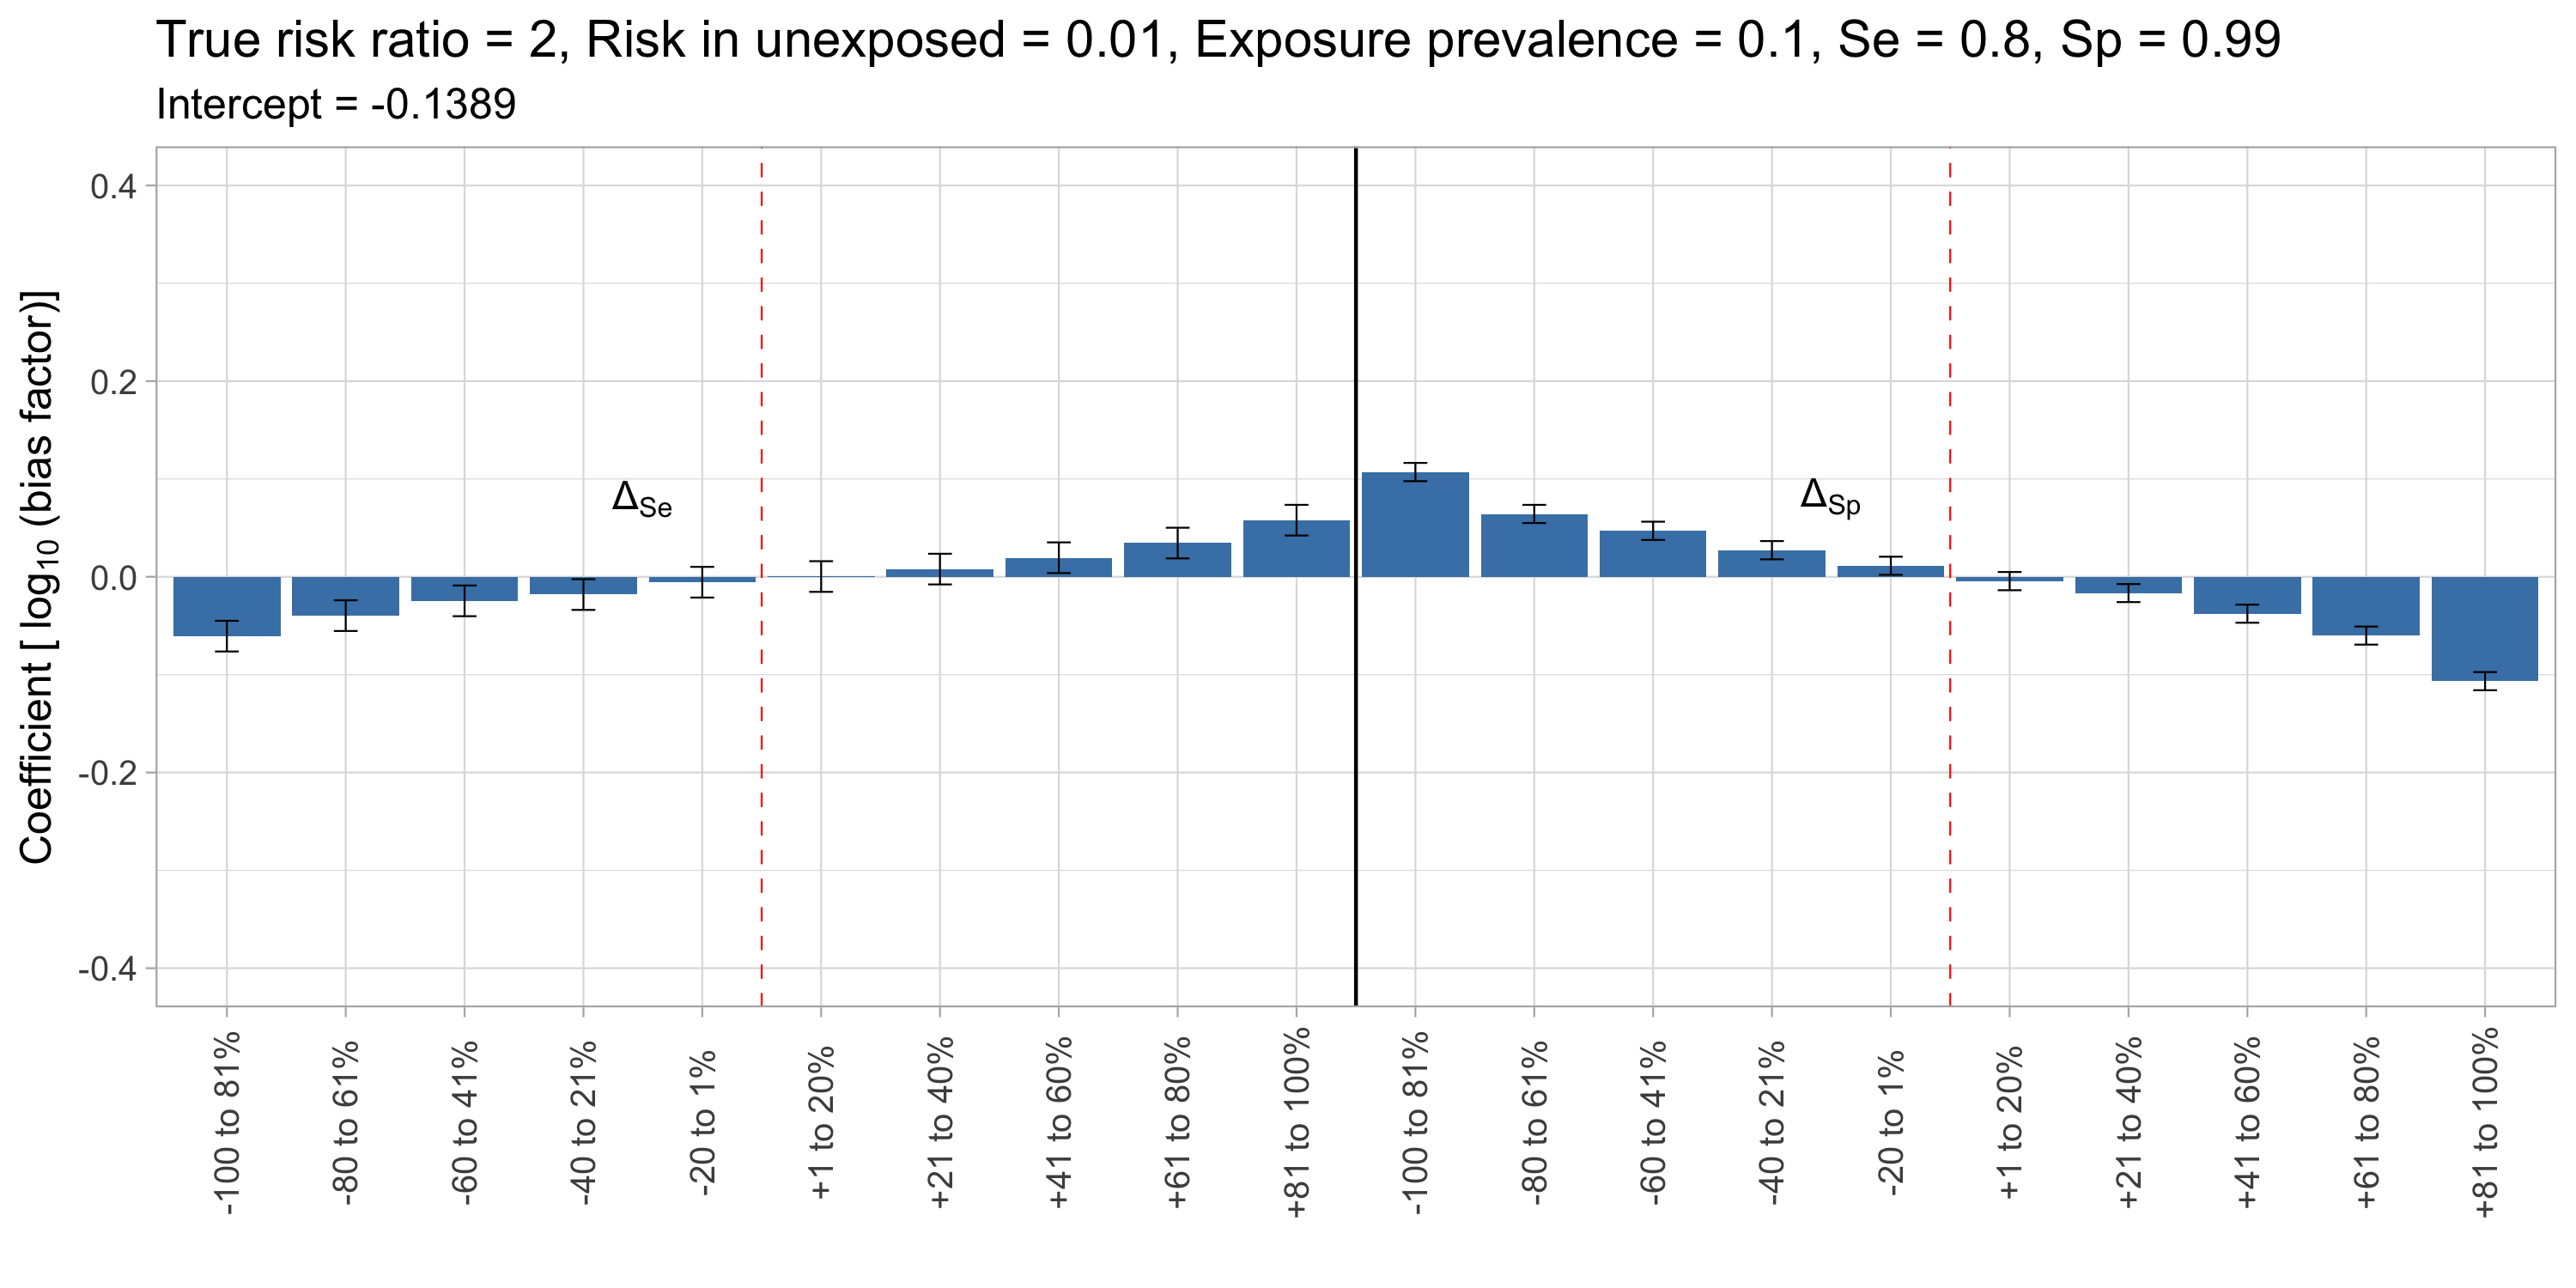 True risk ratio = 2, Risk in unexposed = 0.01, Exposure prevalence = 0.1, Se = 0.8, Sp = 0.99
Intercept = -0.1389
Coefficient [ log₁₀ (bias factor)]
0.4
0.2
0.0
-0.2
-0.4
Δ_Se
Δ_Sp
-100 to 81%
-80 to 61%
-60 to 41%
-40 to 21%
-20 to 1%
+1 to 20%
+21 to 40%
+41 to 60%
+61 to 80%
+81 to 100%
-100 to 81%
-80 to 61%
-60 to 41%
-40 to 21%
-20 to 1%
+1 to 20%
+21 to 40%
+41 to 60%
+61 to 80%
+81 to 100%